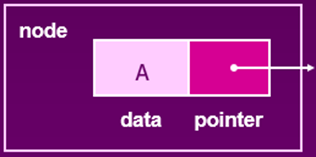 node
A
data pointer